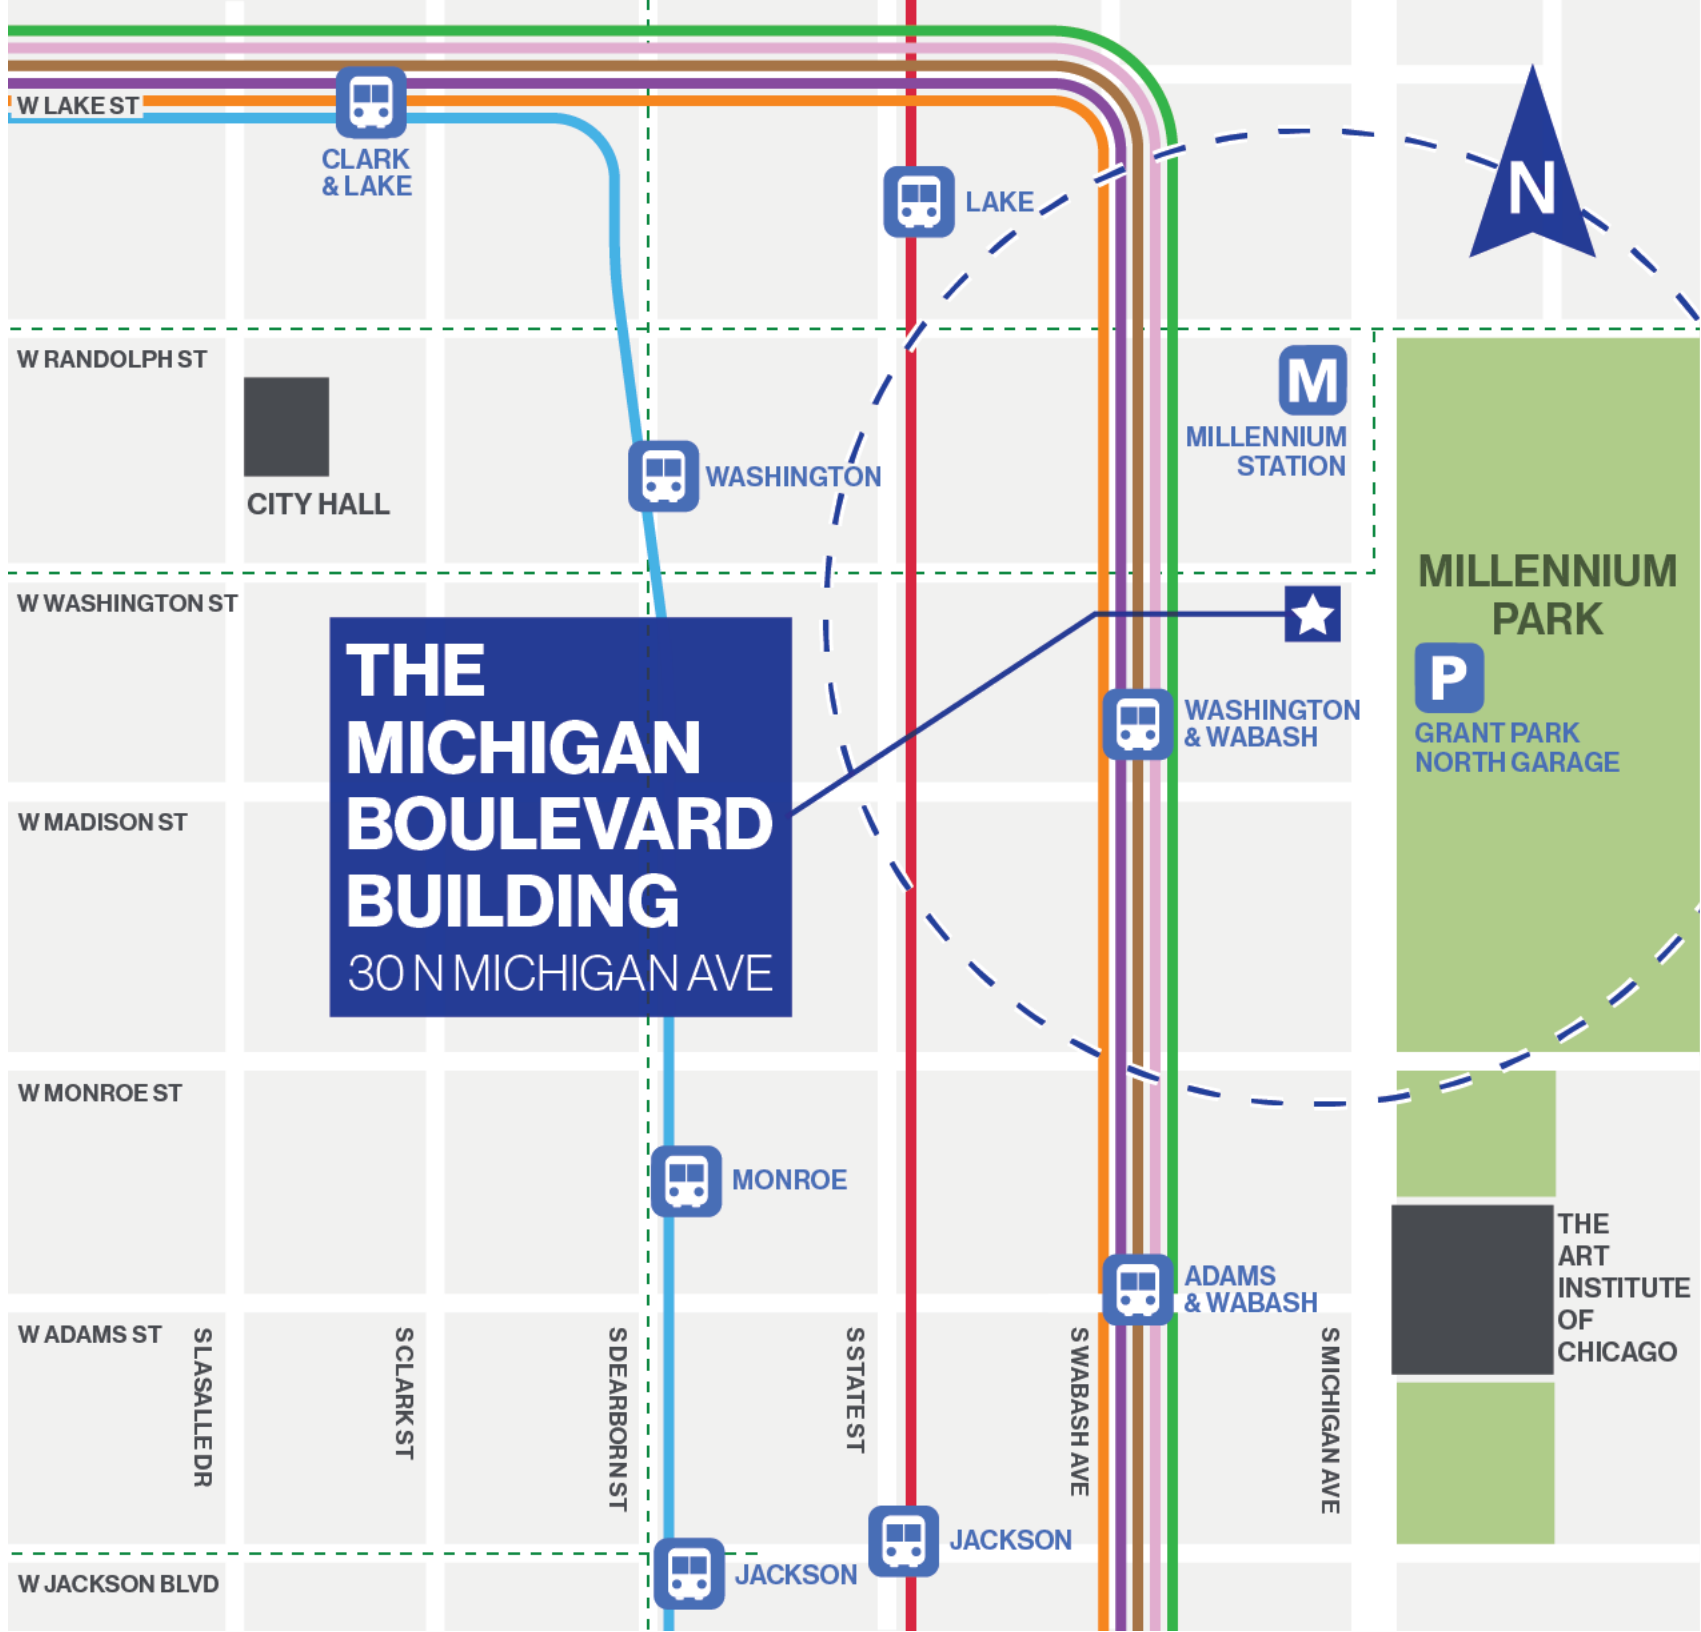 W LAKE ST
CLARK
& LAKE
LAKE
N
W RANDOLPH ST
M
MILLENNIUM
STATION
CITY HALL
WASHINGTON
W WASHINGTON ST
MILLENNIUM
PARK
P
GRANT PARK
NORTH GARAGE
THE
MICHIGAN
BOULEVARD
BUILDING
30 N MICHIGAN AVE
WASHINGTON
& WABASH
W MADISON ST
W MONROE ST
MONROE
ADAMS
& WABASH
THE
ART
INSTITUTE
OF
CHICAGO
W ADAMS ST
S LASALLE DR
S CLARK ST
S DEARBORN ST
S STATE ST
S WABASH AVE
S MICHIGAN AVE
JACKSON
JACKSON
W JACKSON BLVD